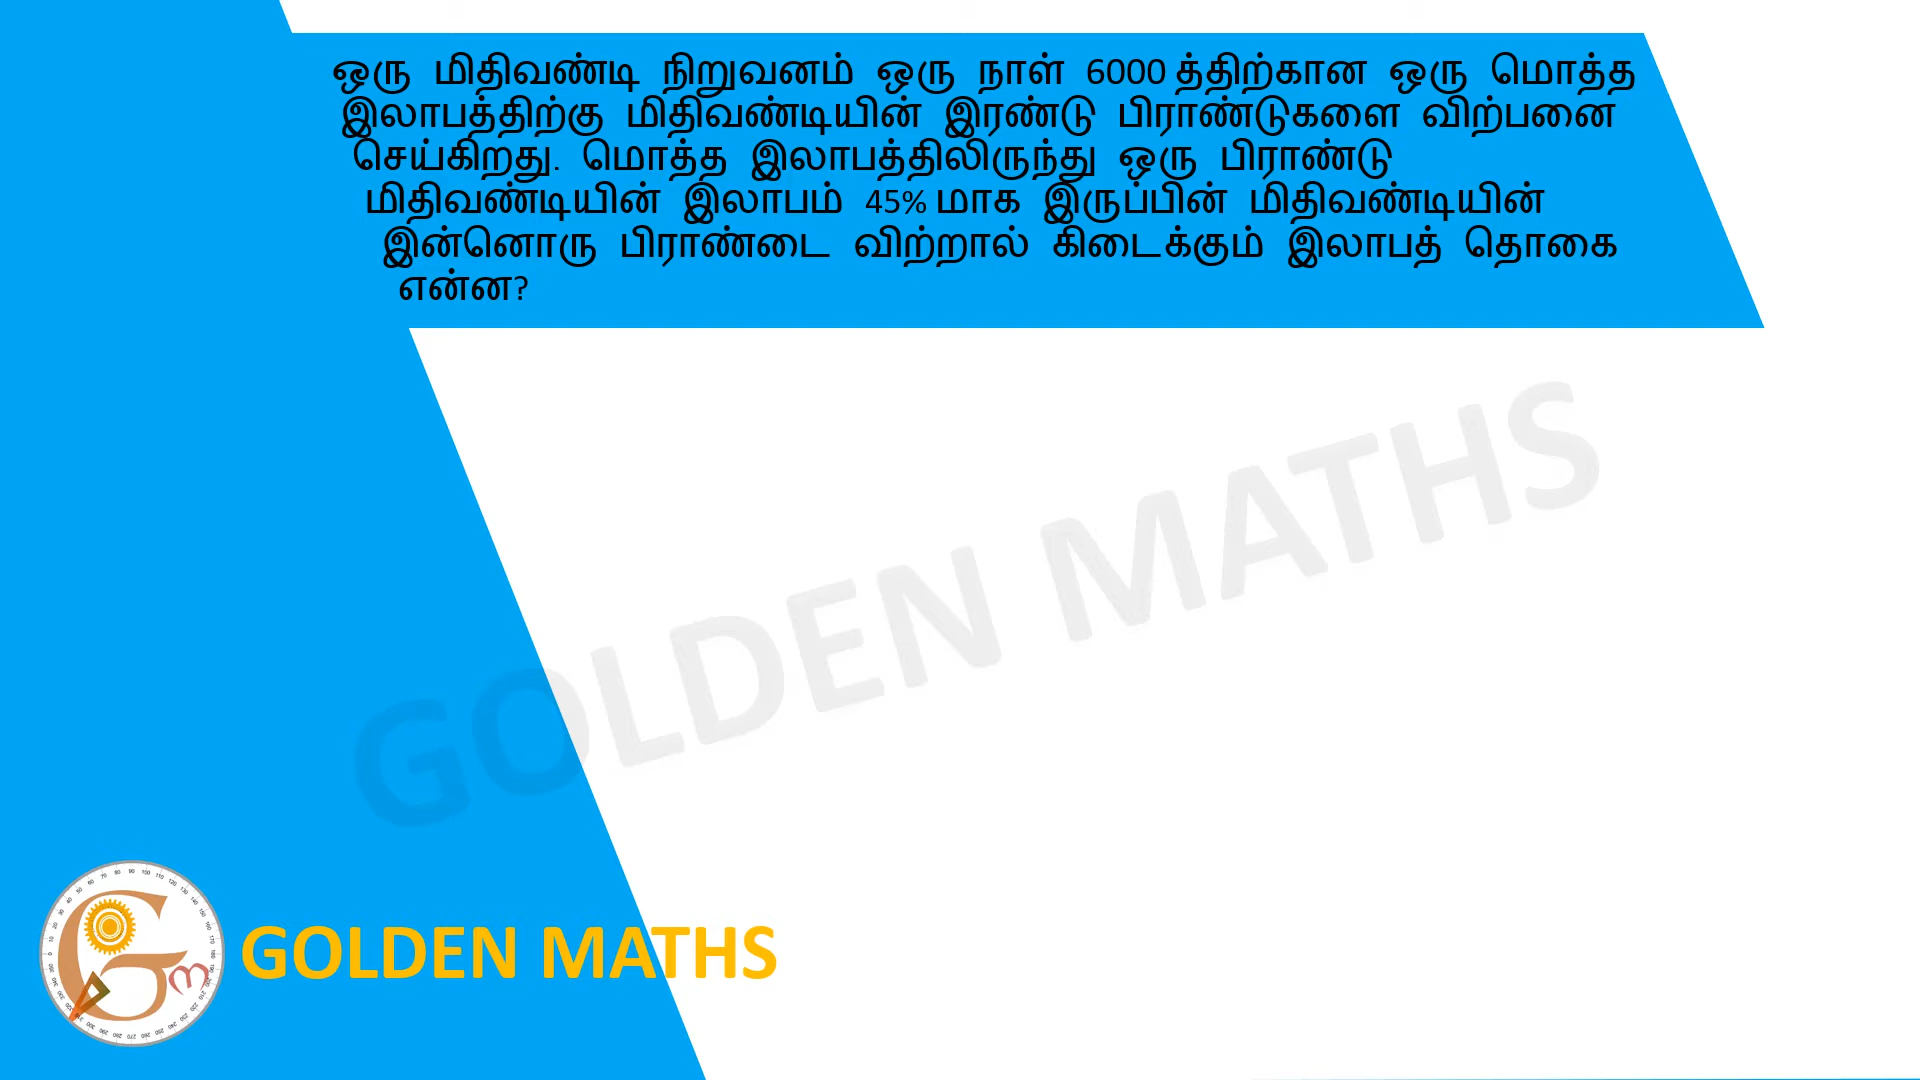 ஒரு மிதிவண்டி நிறுவனம் ஒரு நாள் 6000 த்திற்கான ஒரு மொத்த
இலாபத்திற்கு மிதிவண்டியின் இரண்டு பிராண்டுகளை விற்பனை
செய்கிறது. மொத்த இலாபத்திலிருந்து ஒரு பிராண்டு
மிதிவண்டியின் இலாபம் 45% மாக இருப்பின் மிதிவண்டியின்
இன்னொரு பிராண்டை விற்றால் கிடைக்கும் இலாபத் தொகை
என்ன?
GOLDEN MATHS
GOLDEN MATHS